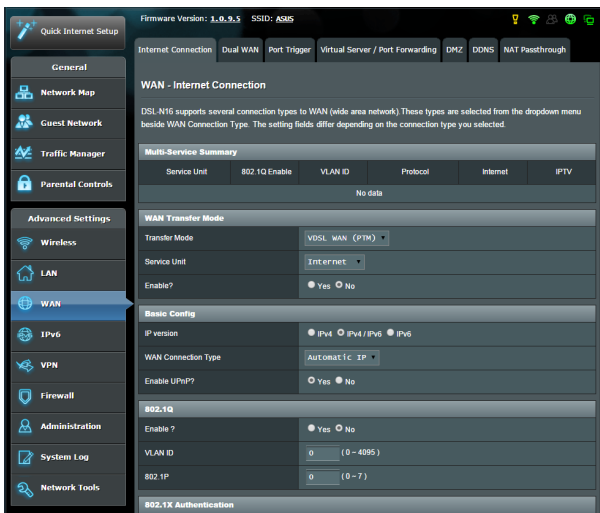 Quick Internet Setup
General
Network Map
Guest Network
Traffic Manager
Parental Controls
Advanced Settings
Wireless
LAN
WAN
IPv6
VPN
Firewall
Administration
System Log
Network Tools
Firmware Version: 1.0.9.5 SSID: ASUS
Internet Connection Dual WAN Port Trigger Virtual Server / Port Forwarding DMZ DDNS NAT Passthrough
WAN - Internet Connection
DSL-N16 supports several connection types to WAN (wide area network).These types are selected from the dropdown menu
beside WAN Connection Type. The setting fields differ depending on the connection type you selected.
Multi-Service Summary
Service Unit 802.1Q Enable VLAN ID Protocol Internet IPTV
No data
WAN Transfer Mode
Transfer Mode VDSL WAN (PTM)
Service Unit Internet
Enable? Yes No
Basic Config
IP version IPv4 IPv4 / IPv6 IPv6
WAN Connection Type Automatic IP
Enable UPnP? Yes No
802.1Q
Enable ? Yes No
VLAN ID 0 ( 0 ~ 4095 )
802.1P 0 ( 0 ~ 7 )
802.1X Authentication